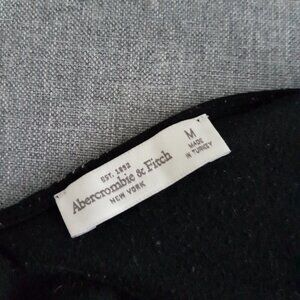 EST. 1892
Abercrombie & Fitch
NEW YORK
M
MADE
IN TURKEY